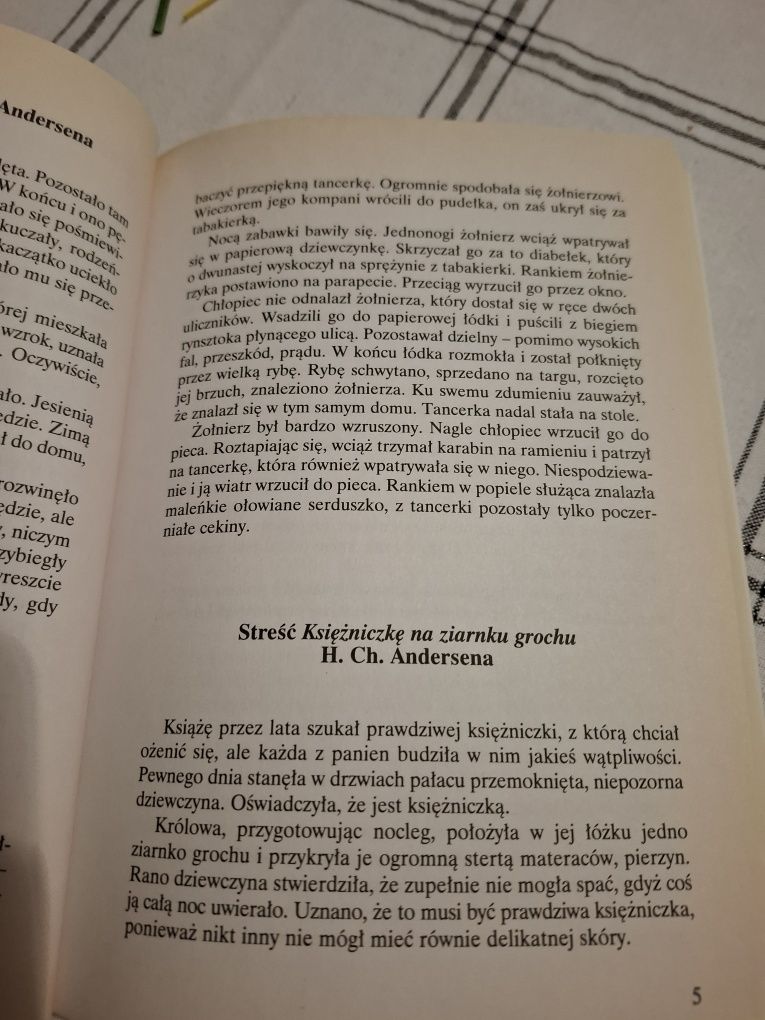 Andersena
ęta. Pozostało tam
W końcu i ono pę-
ało się pośmiewi-
kuczały, rodzeń-
kaczątko uciekło
ało mu się prze-
órej mieszkała
wzrok, uznała
. Oczywiście,
ało. Jesienią
ędzie. Zimą
ł do domu,
rozwinęło
ędzie, ale
, niczym
zybiegły
reszcie
dy, gdy
ł-
baczyć przepiękną tancerkę. Ogromnie spodobała się żołnierzowi.
Wieczorem jego kompani wrócili do pudełka, on zaś ukrył się za
tabakierką.
Nocą zabawki bawiły się. Jednonogi żołnierz wciąż wpatrywał
się w papierową dziewczynkę. Skrzyczał go za to diabełek, który
o dwunastej wyskoczył na sprężynie z tabakierki. Rankiem żołnie-
rzyka postawiono na parapecie. Przeciąg wyrzucił go przez okno.
Chłopiec nie odnalazł żołnierza, który dostał się w ręce dwóch
uliczników. Wsadzili go do papierowej łódki i puścili z biegiem
rynsztoka płynącego ulicą. Pozostawał dzielny – pomimo wysokich
fal, przeszkód, prądu. W końcu łódka rozmokła i został połknięty
przez wielką rybę. Rybę schwytano, sprzedano na targu, rozcięto
jej brzuch, znaleziono żołnierza. Ku swemu zdumieniu zauważył,
że znalazł się w tym samym domu. Tancerka nadal stała na stole.
Żołnierz był bardzo wzruszony. Nagle chłopiec wrzucił go do
pieca. Roztapiając się, wciąż trzymał karabin na ramieniu i patrzył
na tancerkę, która również wpatrywała się w niego. Niespodziewa-
nie i ją wiatr wrzucił do pieca. Rankiem w popiele służąca znalazła
maleńkie ołowiane serduszko, z tancerki pozostały tylko poczer-
niałe cekiny.
Streść Księżniczkę na ziarnku grochu
H. Ch. Andersena
Książę przez lata szukał prawdziwej księżniczki, z którą chciał
ożenić się, ale każda z panien budziła w nim jakieś wątpliwości.
Pewnego dnia stanęła w drzwiach pałacu przemoknięta, niepozorna
dziewczyna. Oświadczyła, że jest księżniczką.
Królowa, przygotowując nocleg, położyła w jej łóżku jedno
ziarnko grochu i przykryła je ogromną stertą materaców, pierzyn.
Rano dziewczyna stwierdziła, że zupełnie nie mogła spać, gdyż coś
ją całą noc uwierało. Uznano, że to musi być prawdziwa księżniczka,
ponieważ nikt inny nie mógł mieć równie delikatnej skóry.
5